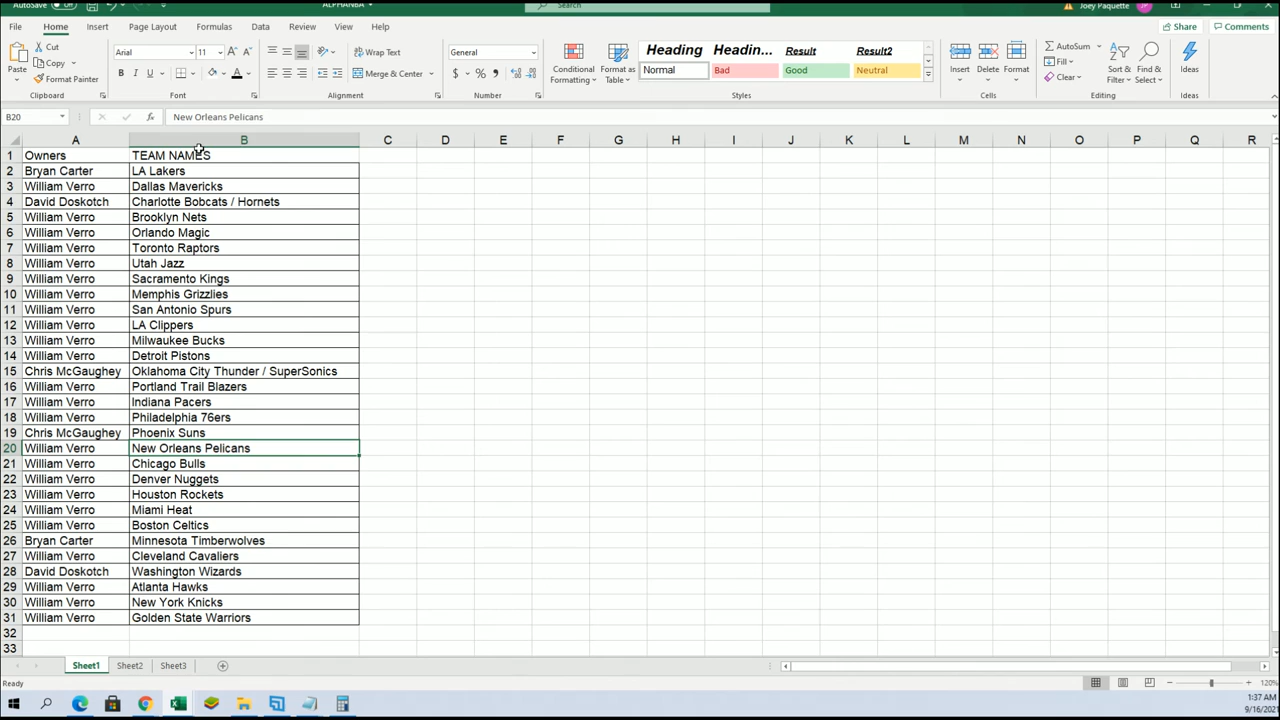 AutoSave Off ALPHANBA Search Joey Paquette JP
File Home Insert Page Layout Formulas Data Review View Help Share Comments
Paste Cut Copy Format Painter Clipboard
Arial 11 B I U A Font
Wrap Text Merge & Center Alignment
General $ % Number
Conditional Formatting Format as Table
Heading Headin... Result Result2
Normal Bad Good Neutral Styles
Insert Delete Format Cells
AutoSum Fill Clear Sort & Filter Find & Select Editing
Ideas Ideas
B20 fx New Orleans Pelicans
A B C D E F G H I J K L M N O P Q R
1 Owners TEAM NAMES
2 Bryan Carter LA Lakers
3 William Verro Dallas Mavericks
4 David Doskotch Charlotte Bobcats / Hornets
5 William Verro Brooklyn Nets
6 William Verro Orlando Magic
7 William Verro Toronto Raptors
8 William Verro Utah Jazz
9 William Verro Sacramento Kings
10 William Verro Memphis Grizzlies
11 William Verro San Antonio Spurs
12 William Verro LA Clippers
13 William Verro Milwaukee Bucks
14 William Verro Detroit Pistons
15 Chris McGaughey Oklahoma City Thunder / SuperSonics
16 William Verro Portland Trail Blazers
17 William Verro Indiana Pacers
18 William Verro Philadelphia 76ers
19 Chris McGaughey Phoenix Suns
20 William Verro New Orleans Pelicans
21 William Verro Chicago Bulls
22 William Verro Denver Nuggets
23 William Verro Houston Rockets
24 William Verro Miami Heat
25 William Verro Boston Celtics
26 Bryan Carter Minnesota Timberwolves
27 William Verro Cleveland Cavaliers
28 David Doskotch Washington Wizards
29 William Verro Atlanta Hawks
30 William Verro New York Knicks
31 William Verro Golden State Warriors
32
33
Sheet1 Sheet2 Sheet3
Ready 120%
1:37 AM
9/16/202